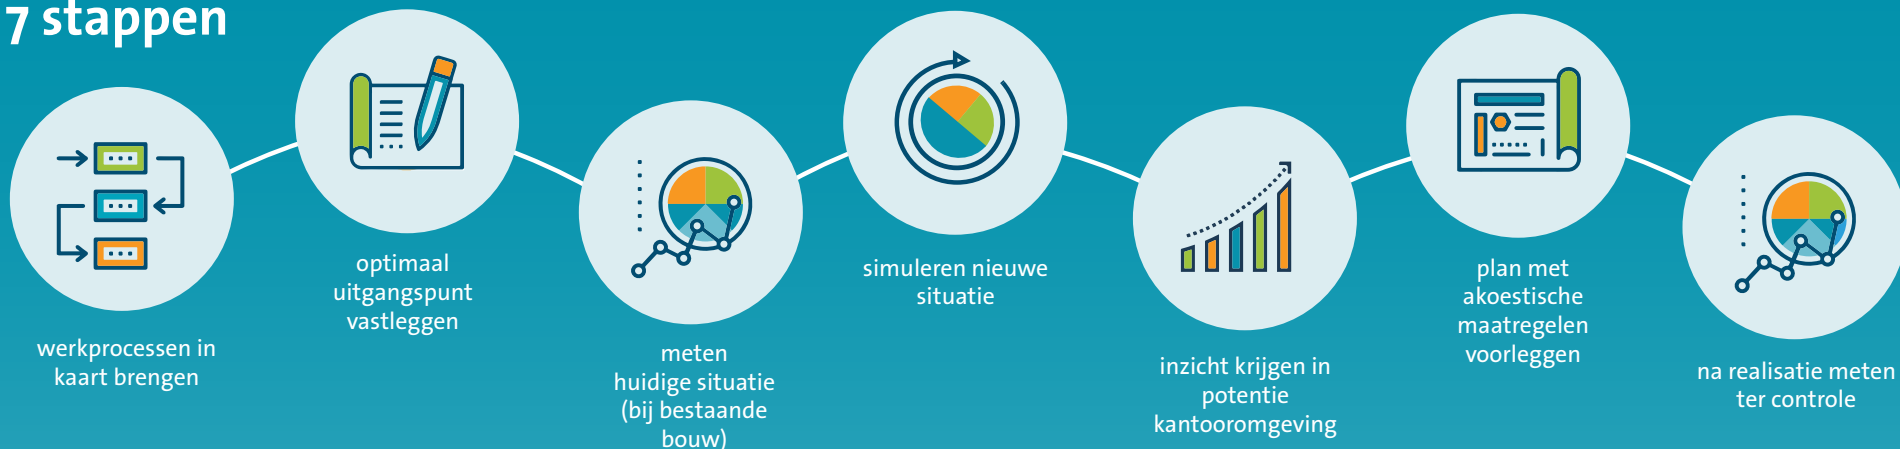 7 stappen
werkprocessen in
kaart brengen
optimaal
uitgangspunt
vastleggen
meten
huidige situatie
(bij bestaande
bouw)
simuleren nieuwe
situatie
inzicht krijgen in
potentie
kantooromgeving
plan met
akoestische
maatregelen
voorleggen
na realisatie meten
ter controle